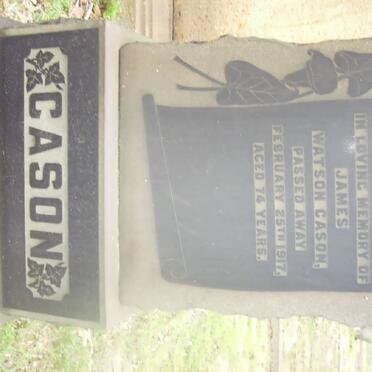 IN LOVING MEMORY OF
JAMES
WATSON CASON,
PASSED AWAY
FEBRUARY 25TH 1917,
AGED 74 YEARS.
CASON